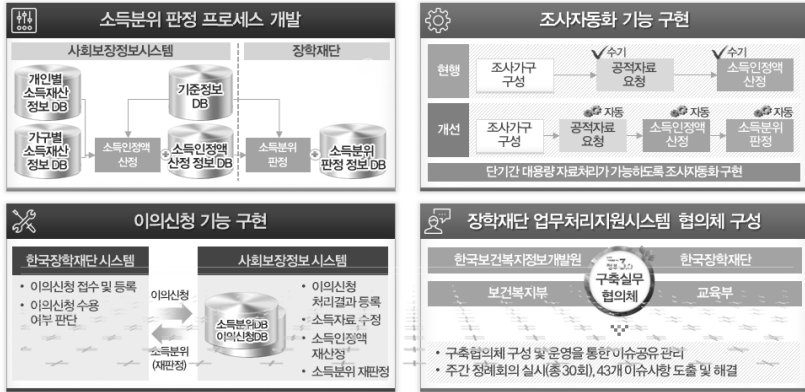 소득분위 판정 프로세스 개발
사회보장정보시스템
장학재단
개인별
소득재산
정보 DB
기준정보
DB
가구별
소득재산
정보 DB
소득인정액
산정
소득인정액
산정 정보 DB
소득분위
판정
소득분위
판정 정보 DB
조사자동화 기능 구현
현행
조사가구
구성
수기
공적자료
요청
수기
소득인정액
산정
개선
조사가구
구성
자동
공적자료
요청
자동
소득인정액
산정
자동
소득분위
판정
단기간 대용량 자료처리가 가능하도록 조사자동화 구현
이의신청 기능 구현
한국장학재단 시스템
• 이의신청 접수 및 등록
• 이의신청 수용
여부 판단
이의신청
소득분위
(재판정)
사회보장정보 시스템
소득분위DB
이의신청DB
• 이의신청
처리결과 등록
• 소득자료 수정
• 소득인정액
재산정
• 소득분위 재판정
장학재단 업무처리지원시스템 협의체 구성
한국보건복지정보개발원
한국장학재단
정부 3.0
구축실무
협의체
보건복지부
교육부
• 구축협의체 구성 및 운영을 통한 이슈공유 관리
• 주간 정례회의 실시(총 30회), 43개 이슈사항 도출 및 해결